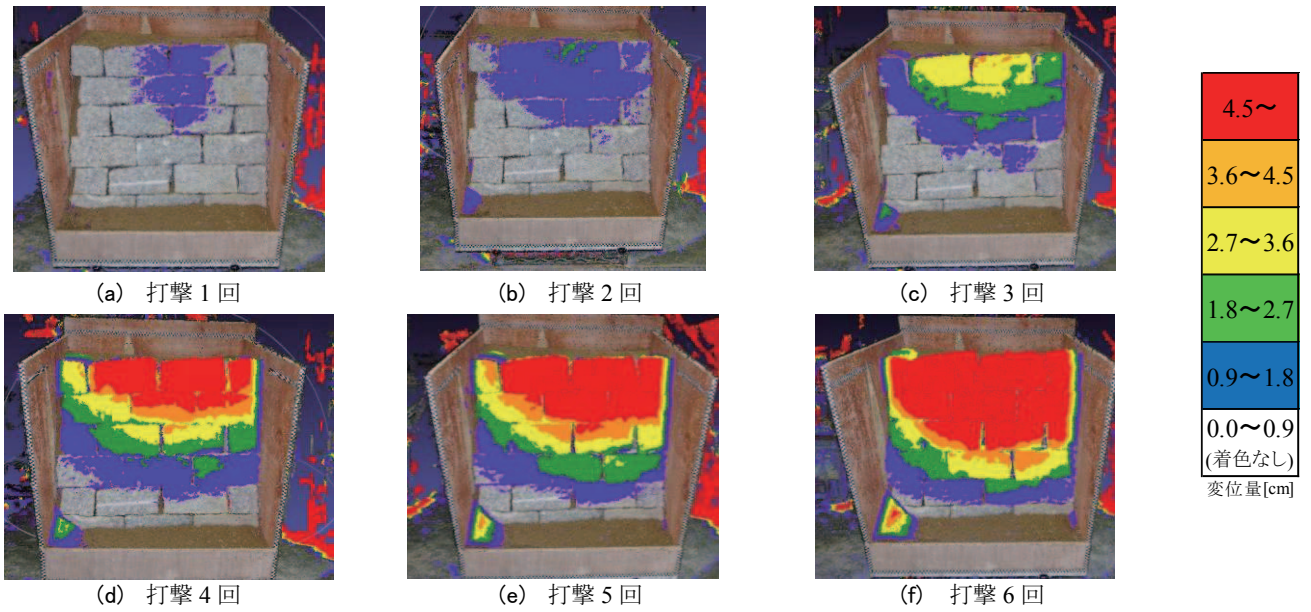 (a) 打撃 1 回
(b) 打撃 2 回
(c) 打撃 3 回
(d) 打撃 4 回
(e) 打撃 5 回
(f) 打撃 6 回
4.5～
3.6～4.5
2.7～3.6
1.8～2.7
0.9～1.8
0.0～0.9
(着色なし)
変位量[cm]